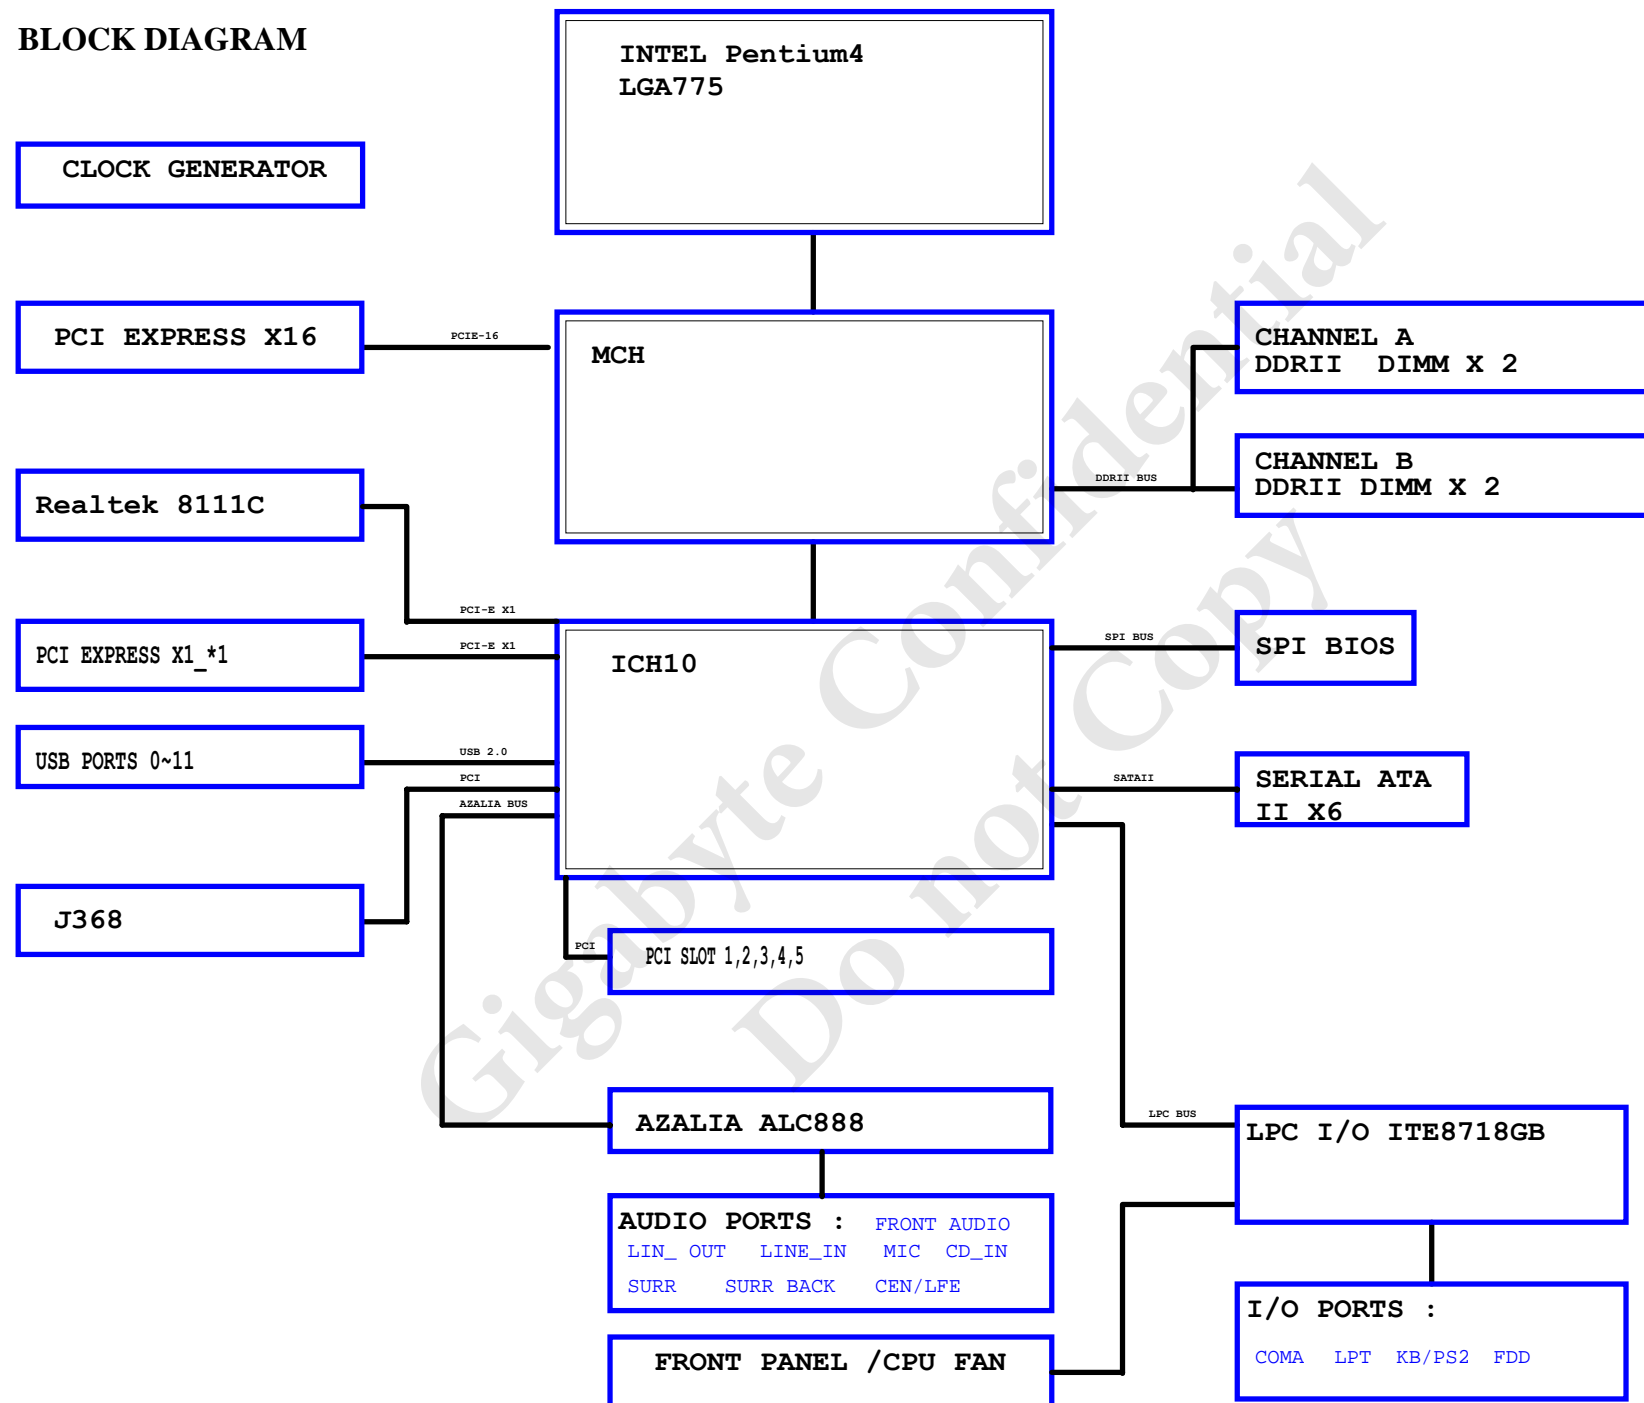 BLOCK DIAGRAM
INTEL Pentium4
LGA775
CLOCK GENERATOR
PCI EXPRESS X16
PCIE-16
MCH
CHANNEL A
DDRII DIMM X 2
CHANNEL B
DDRII DIMM X 2
DDRII BUS
Realtek 8111C
PCI-E X1
PCI EXPRESS X1_*1
PCI-E X1
ICH10
SPI BUS
SPI BIOS
USB PORTS 0~11
USB 2.0
PCI
AZALIA BUS
SATAII
SERIAL ATA
II X6
J368
PCI
PCI SLOT 1,2,3,4,5
AZALIA ALC888
LPC BUS
LPC I/O ITE8718GB
AUDIO PORTS : FRONT AUDIO
LIN_ OUT LINE_IN MIC CD_IN
SURR SURR BACK CEN/LFE
I/O PORTS :
COMA LPT KB/PS2 FDD
FRONT PANEL /CPU FAN
Gigabyte Confidential
Do not Copy